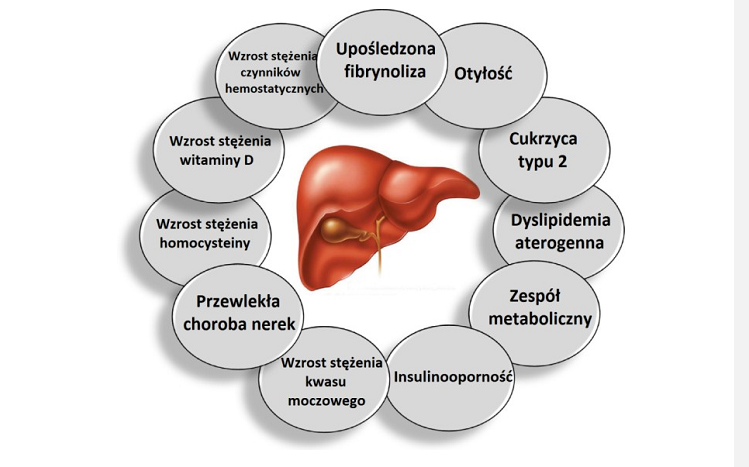 Upośledzona
fibrynoliza
Otyłość
Cukrzyca
typu 2
Dyslipidemia
aterogenna
Zespół
metaboliczny
Insulinooporność
Wzrost stężenia
kwasu
moczowego
Przewlekła
choroba nerek
Wzrost stężenia
homocysteiny
Wzrost stężenia
witaminy D
Wzrost stężenia
czynników
hemostatycznych